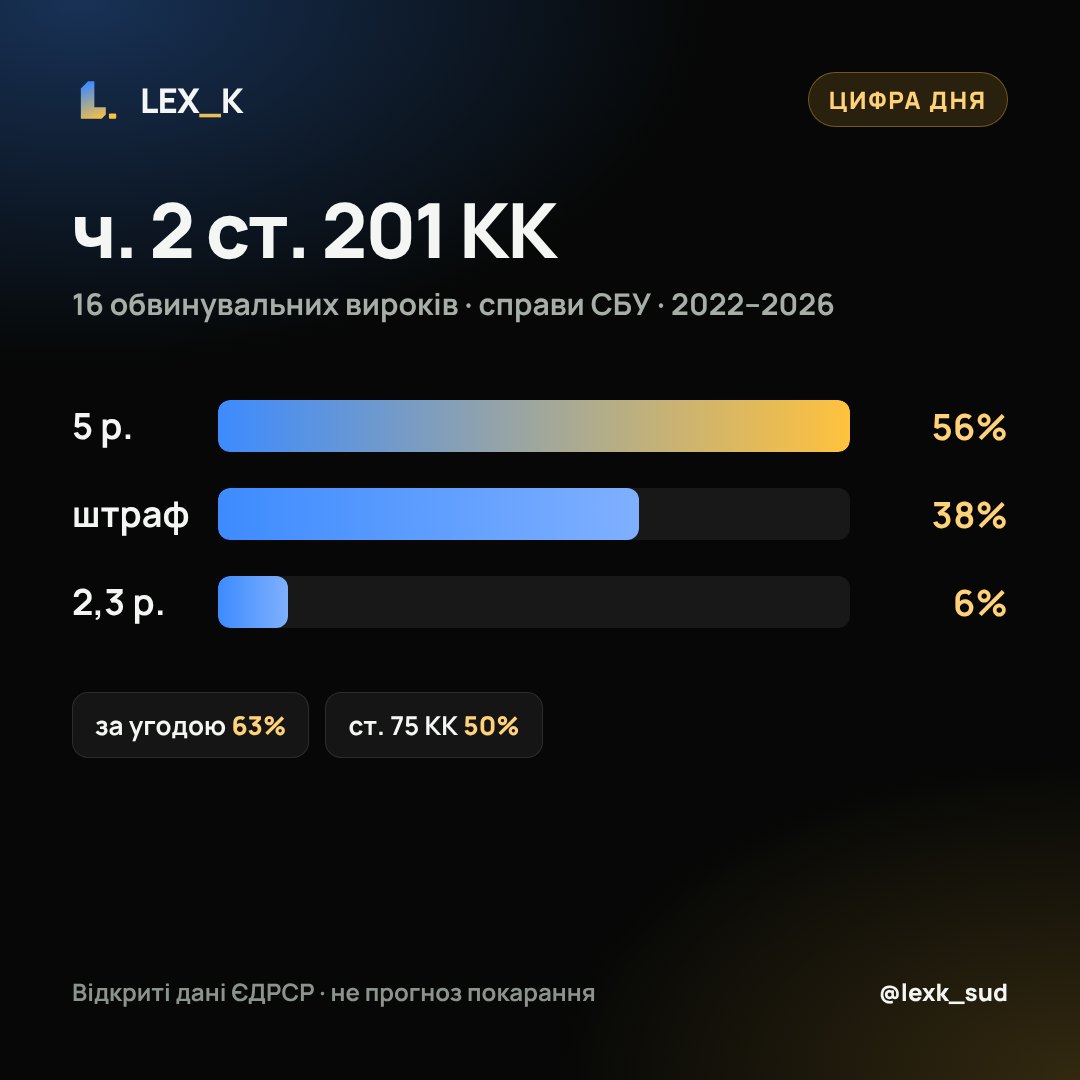 LEX_K
ЦИФРА ДНЯ
ч. 2 ст. 201 КК
16 обвинувальних вироків · справи СБУ · 2022–2026
5 р. 56%
штраф 38%
2,3 р. 6%
за угодою 63% ст. 75 КК 50%
Відкриті дані ЄДРСР · не прогноз покарання
@lexk_sud